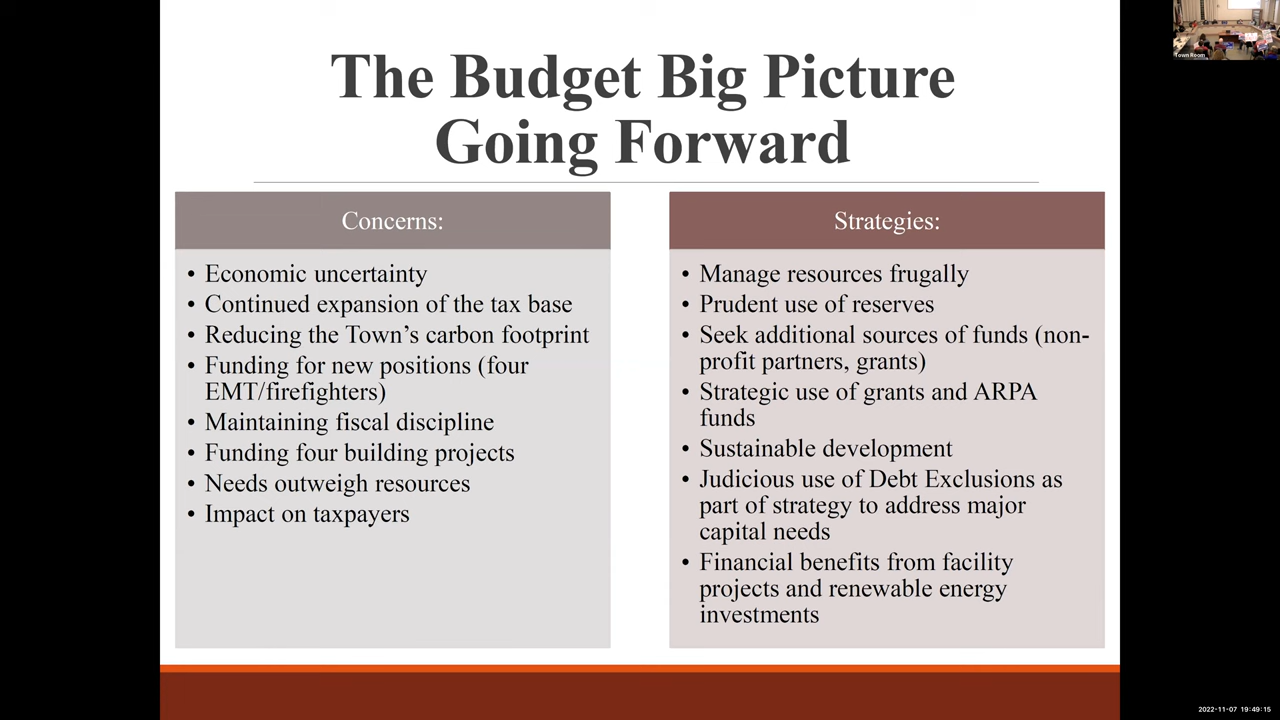 The Budget Big Picture
Going Forward
Concerns:
• Economic uncertainty
• Continued expansion of the tax base
• Reducing the Town's carbon footprint
• Funding for new positions (four
EMT/firefighters)
• Maintaining fiscal discipline
• Funding four building projects
• Needs outweigh resources
• Impact on taxpayers
Strategies:
• Manage resources frugally
• Prudent use of reserves
• Seek additional sources of funds (non-
profit partners, grants)
• Strategic use of grants and ARPA
funds
• Sustainable development
• Judicious use of Debt Exclusions as
part of strategy to address major
capital needs
• Financial benefits from facility
projects and renewable energy
investments
Town Room
2022-11-07 19:49:15